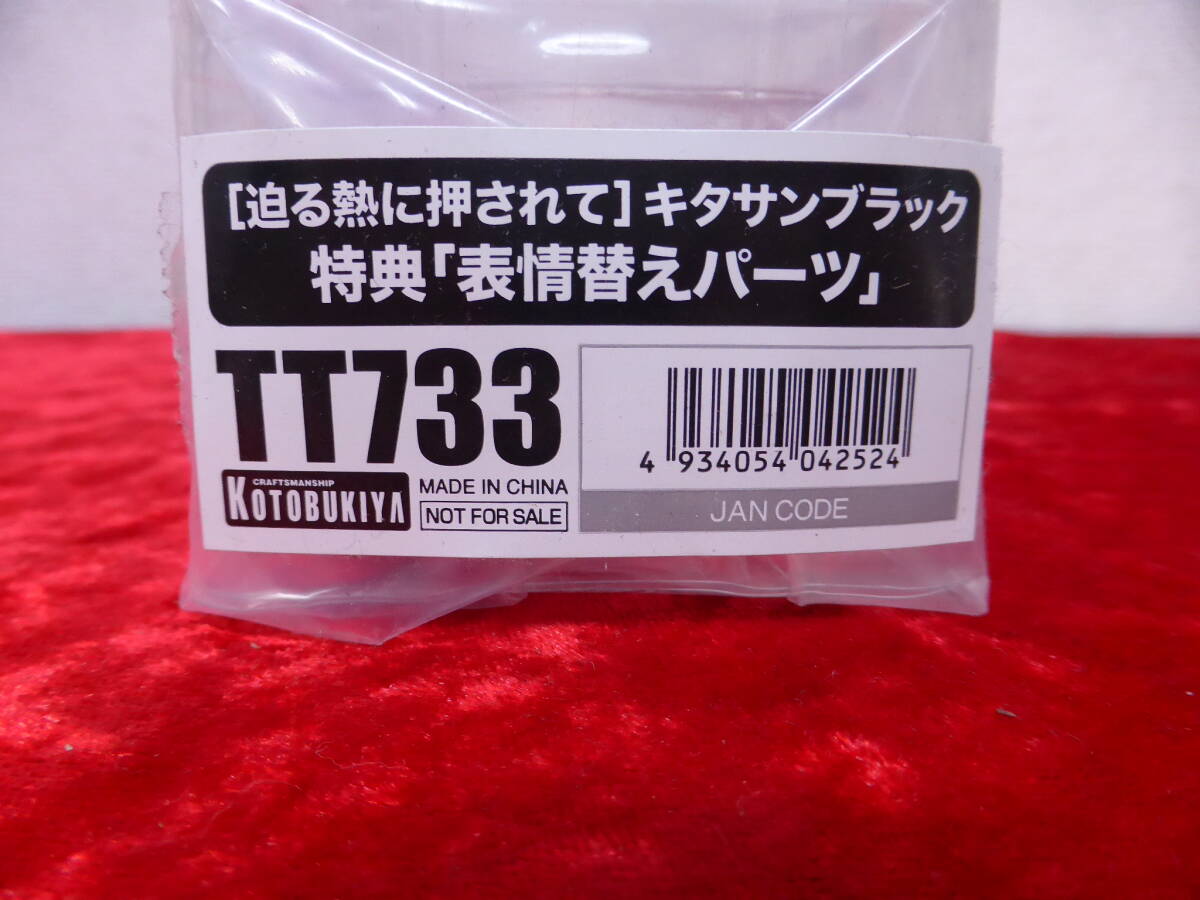 [迫る熱に押されて]キタサンブラック
特典「表情替えパーツ」
TT733
CRAFTSMANSHIP
KOTOBUKIYA
MADE IN CHINA
NOT FOR SALE
4 934054 042524
JAN CODE